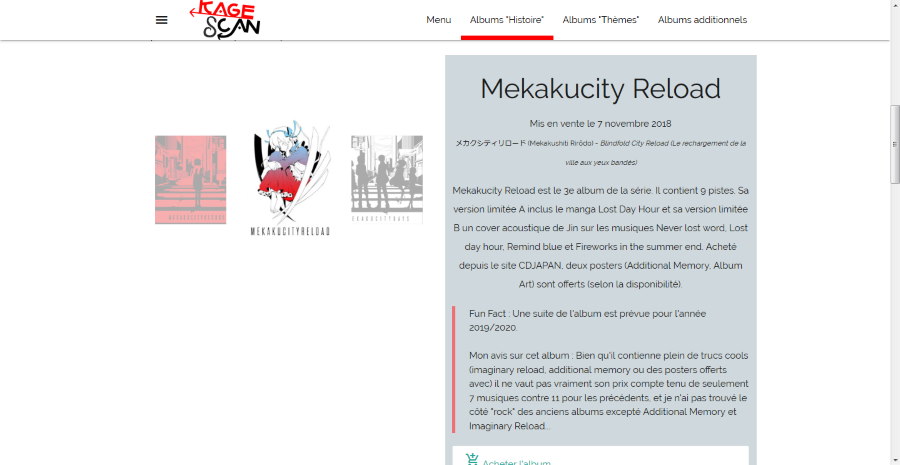 KAGE
SCAN
Menu
Albums "Histoire"
Albums "Thèmes"
Albums additionnels
Mekakucity Reload
Mis en vente le 7 novembre 2018
メカクシティリロード (Mekakushiti Rirōdo) - Blindfold City Reload (Le rechargement de la
ville aux yeux bandés)
Mekakucity Reload est le 3e album de la série. Il contient 9 pistes. Sa
version limitée A inclus le manga Lost Day Hour et sa version limitée
B un cover acoustique de Jin sur les musiques Never lost word, Lost
day hour, Remind blue et Fireworks in the summer end. Acheté
depuis le site CDJAPAN, deux posters (Additional Memory, Album
Art) sont offerts (selon la disponibilité).
MEKAKUCITYRELOAD
Fun Fact : Une suite de l'album est prévue pour l'année
2019/2020.
Mon avis sur cet album : Bien qu'il contienne plein de trucs cools
(imaginary reload, additional memory ou des posters offerts
avec) il ne vaut pas vraiment son prix compte tenu de seulement
7 musiques contre 11 pour les précédents, et je n'ai pas trouvé le
côté "rock" des anciens albums excepté Additional Memory et
Imaginary Reload...
Acheter l'album